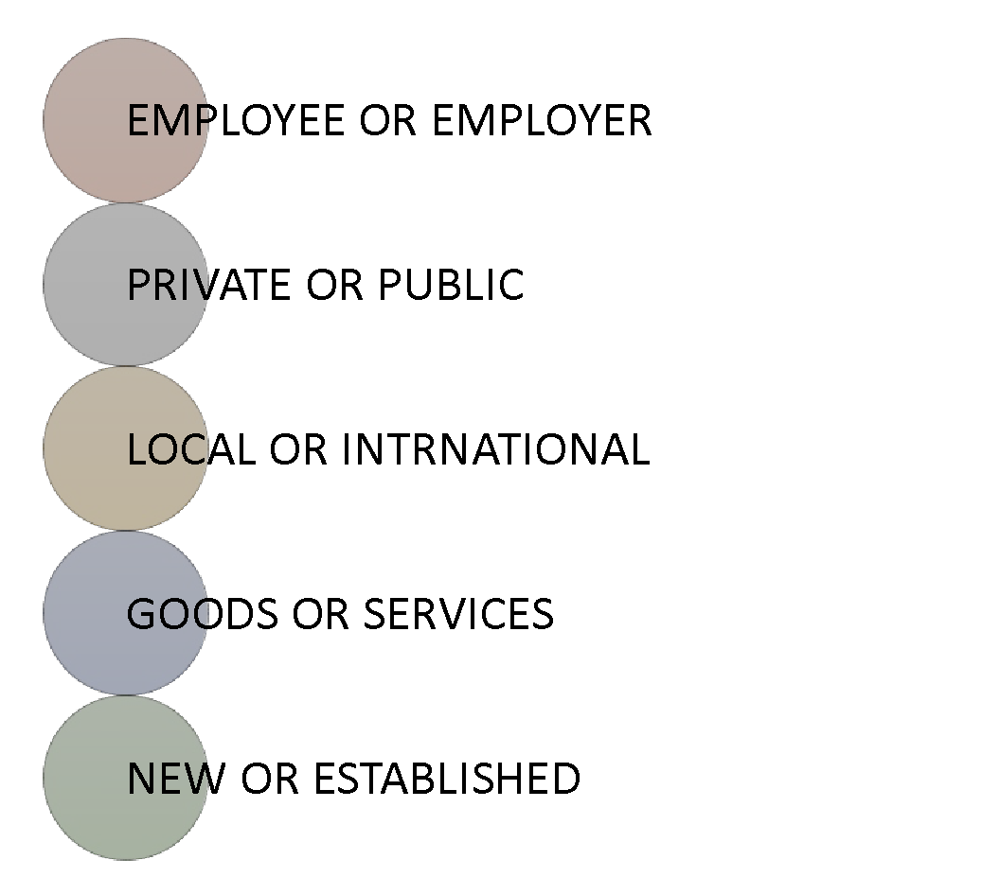 EMPLOYEE OR EMPLOYER
PRIVATE OR PUBLIC
LOCAL OR INTRNATIONAL
GOODS OR SERVICES
NEW OR ESTABLISHED